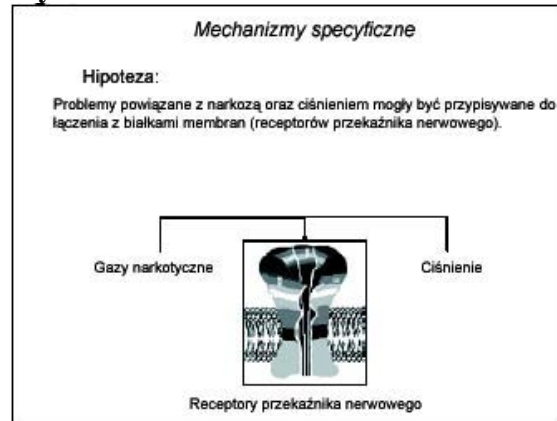 Mechanizmy specyficzne
Hipoteza:
Problemy powiązane z narkozą oraz ciśnieniem mogły być przypisywane do
łączenia z białkami membran (receptorów przekaźnika nerwowego).
Gazy narkotyczne
Ciśnienie
Receptory przekaźnika nerwowego